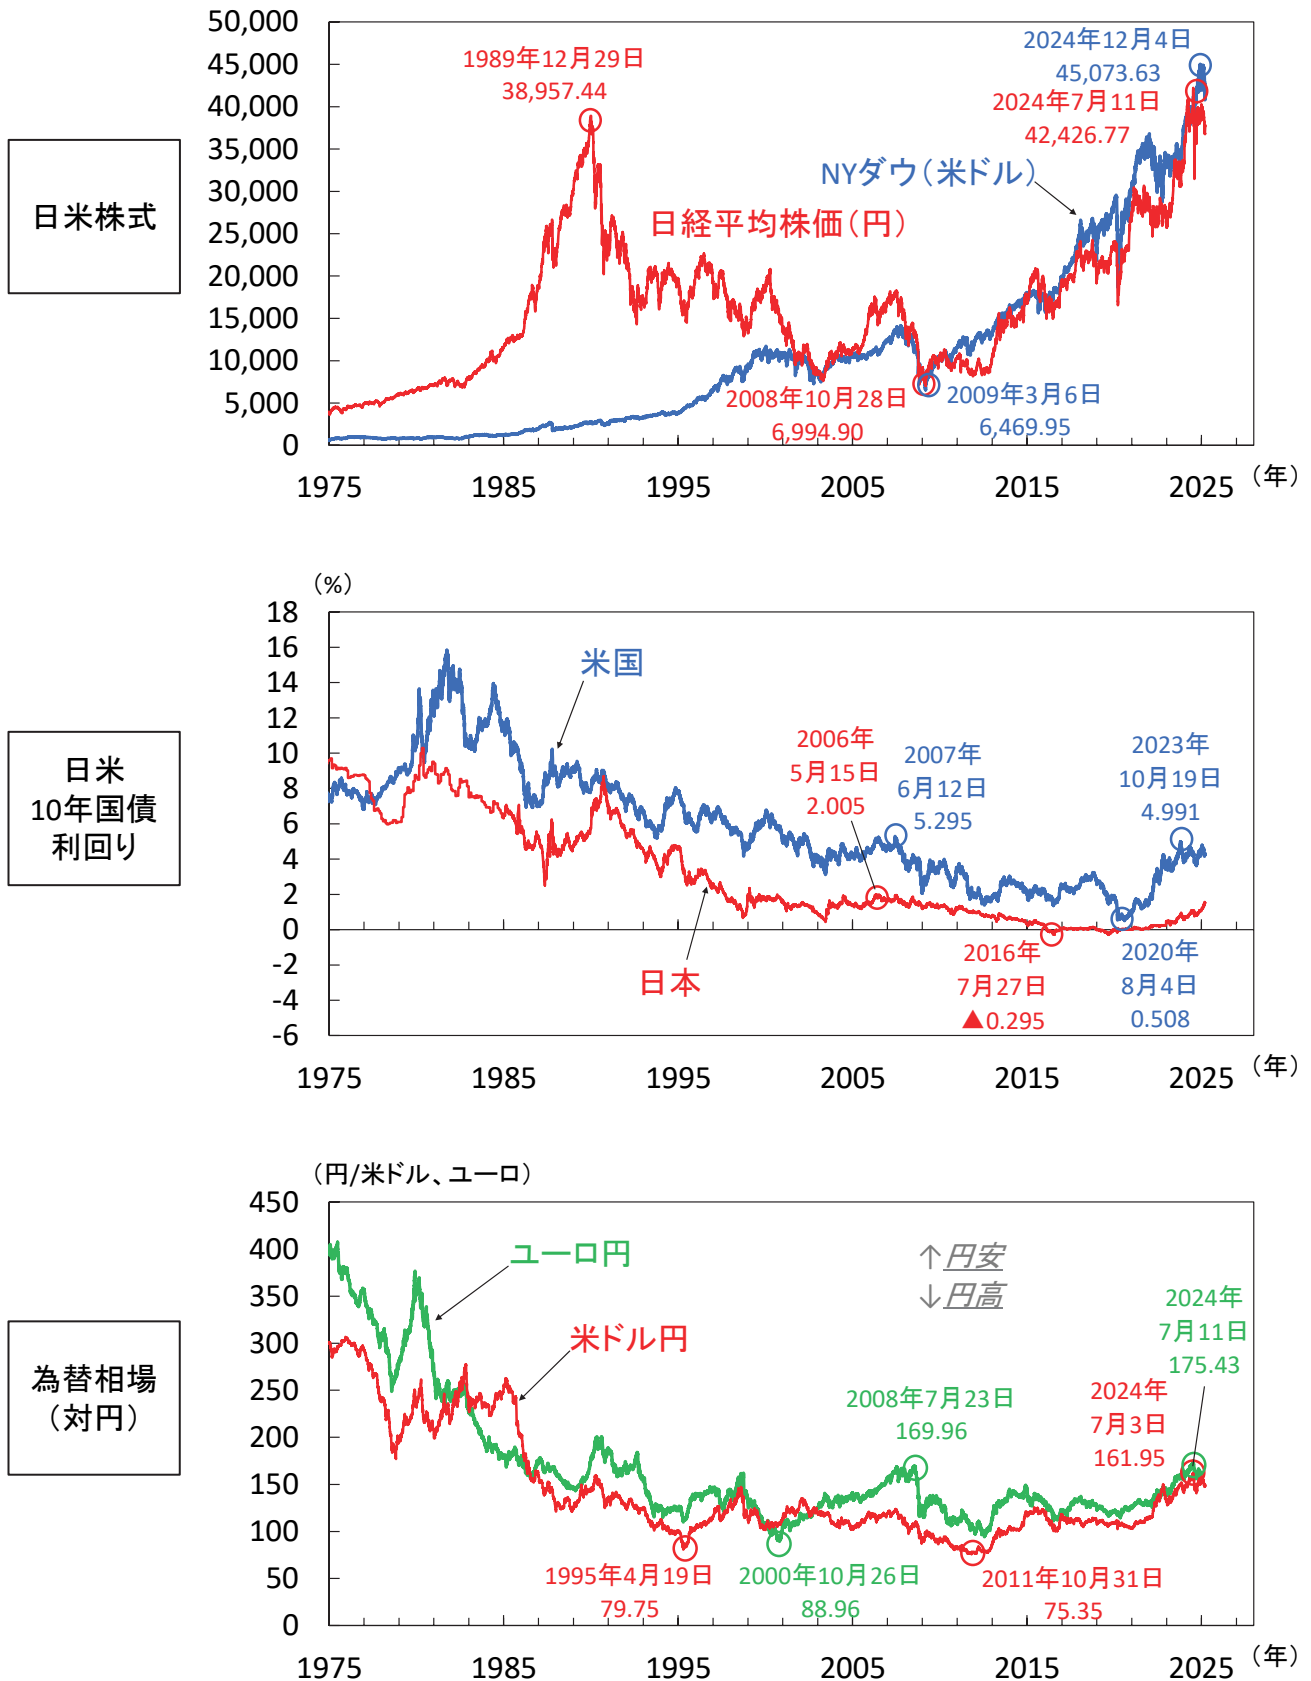 日米株式
50,000
45,000
40,000
35,000
30,000
25,000
20,000
15,000
10,000
5,000
0
1989年12月29日
38,957.44
2024年12月4日
45,073.63
2024年7月11日
42,426.77
NYダウ（米ドル）
日経平均株価（円）
2008年10月28日
6,994.90
2009年3月6日
6,469.95
1975
1985
1995
2005
2015
2025
（年）
日米
10年国債
利回り
（%）
18
16
14
12
10
8
6
4
2
0
-2
-4
-6
米国
2006年
5月15日
2.005
2007年
6月12日
5.295
2023年
10月19日
4.991
日本
2016年
7月27日
▲0.295
2020年
8月4日
0.508
1975
1985
1995
2005
2015
2025
（年）
為替相場
（対円）
（円/米ドル、ユーロ）
450
400
350
300
250
200
150
100
50
0
ユーロ円
↑円安
↓円高
米ドル円
2024年
7月11日
175.43
2008年7月23日
169.96
2024年
7月3日
161.95
1995年4月19日
79.75
2000年10月26日
88.96
2011年10月31日
75.35
1975
1985
1995
2005
2015
2025
（年）